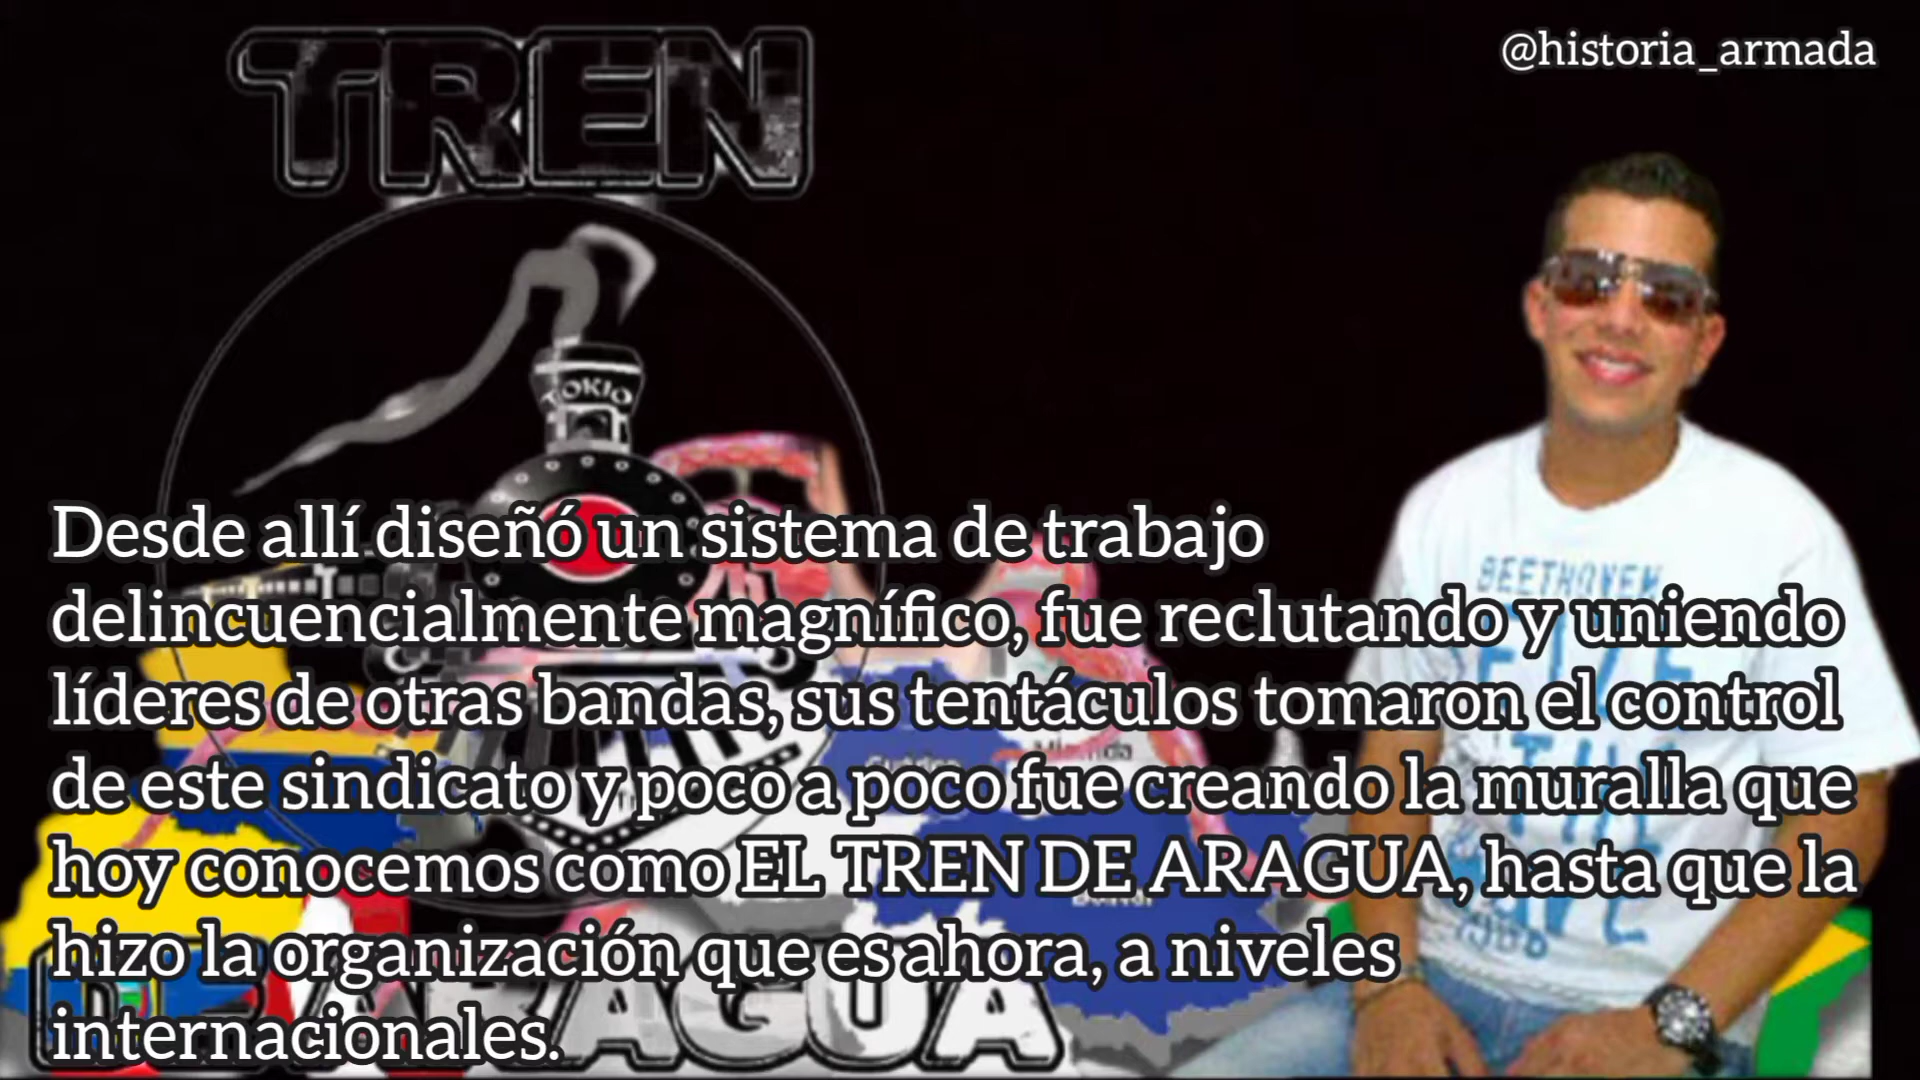 TREN
@historia_armada
TOKIO
BEETHOVEN
Desde allí diseñó un sistema de trabajo
delincuencialmente magnífico, fue reclutando y uniendo
líderes de otras bandas, sus tentáculos tomaron el control
de este sindicato y poco a poco fue creando la muralla que
hoy conocemos como EL TREN DE ARAGUA, hasta que la
hizo la organización que es ahora, a niveles
internacionales.
DE ARAGUA